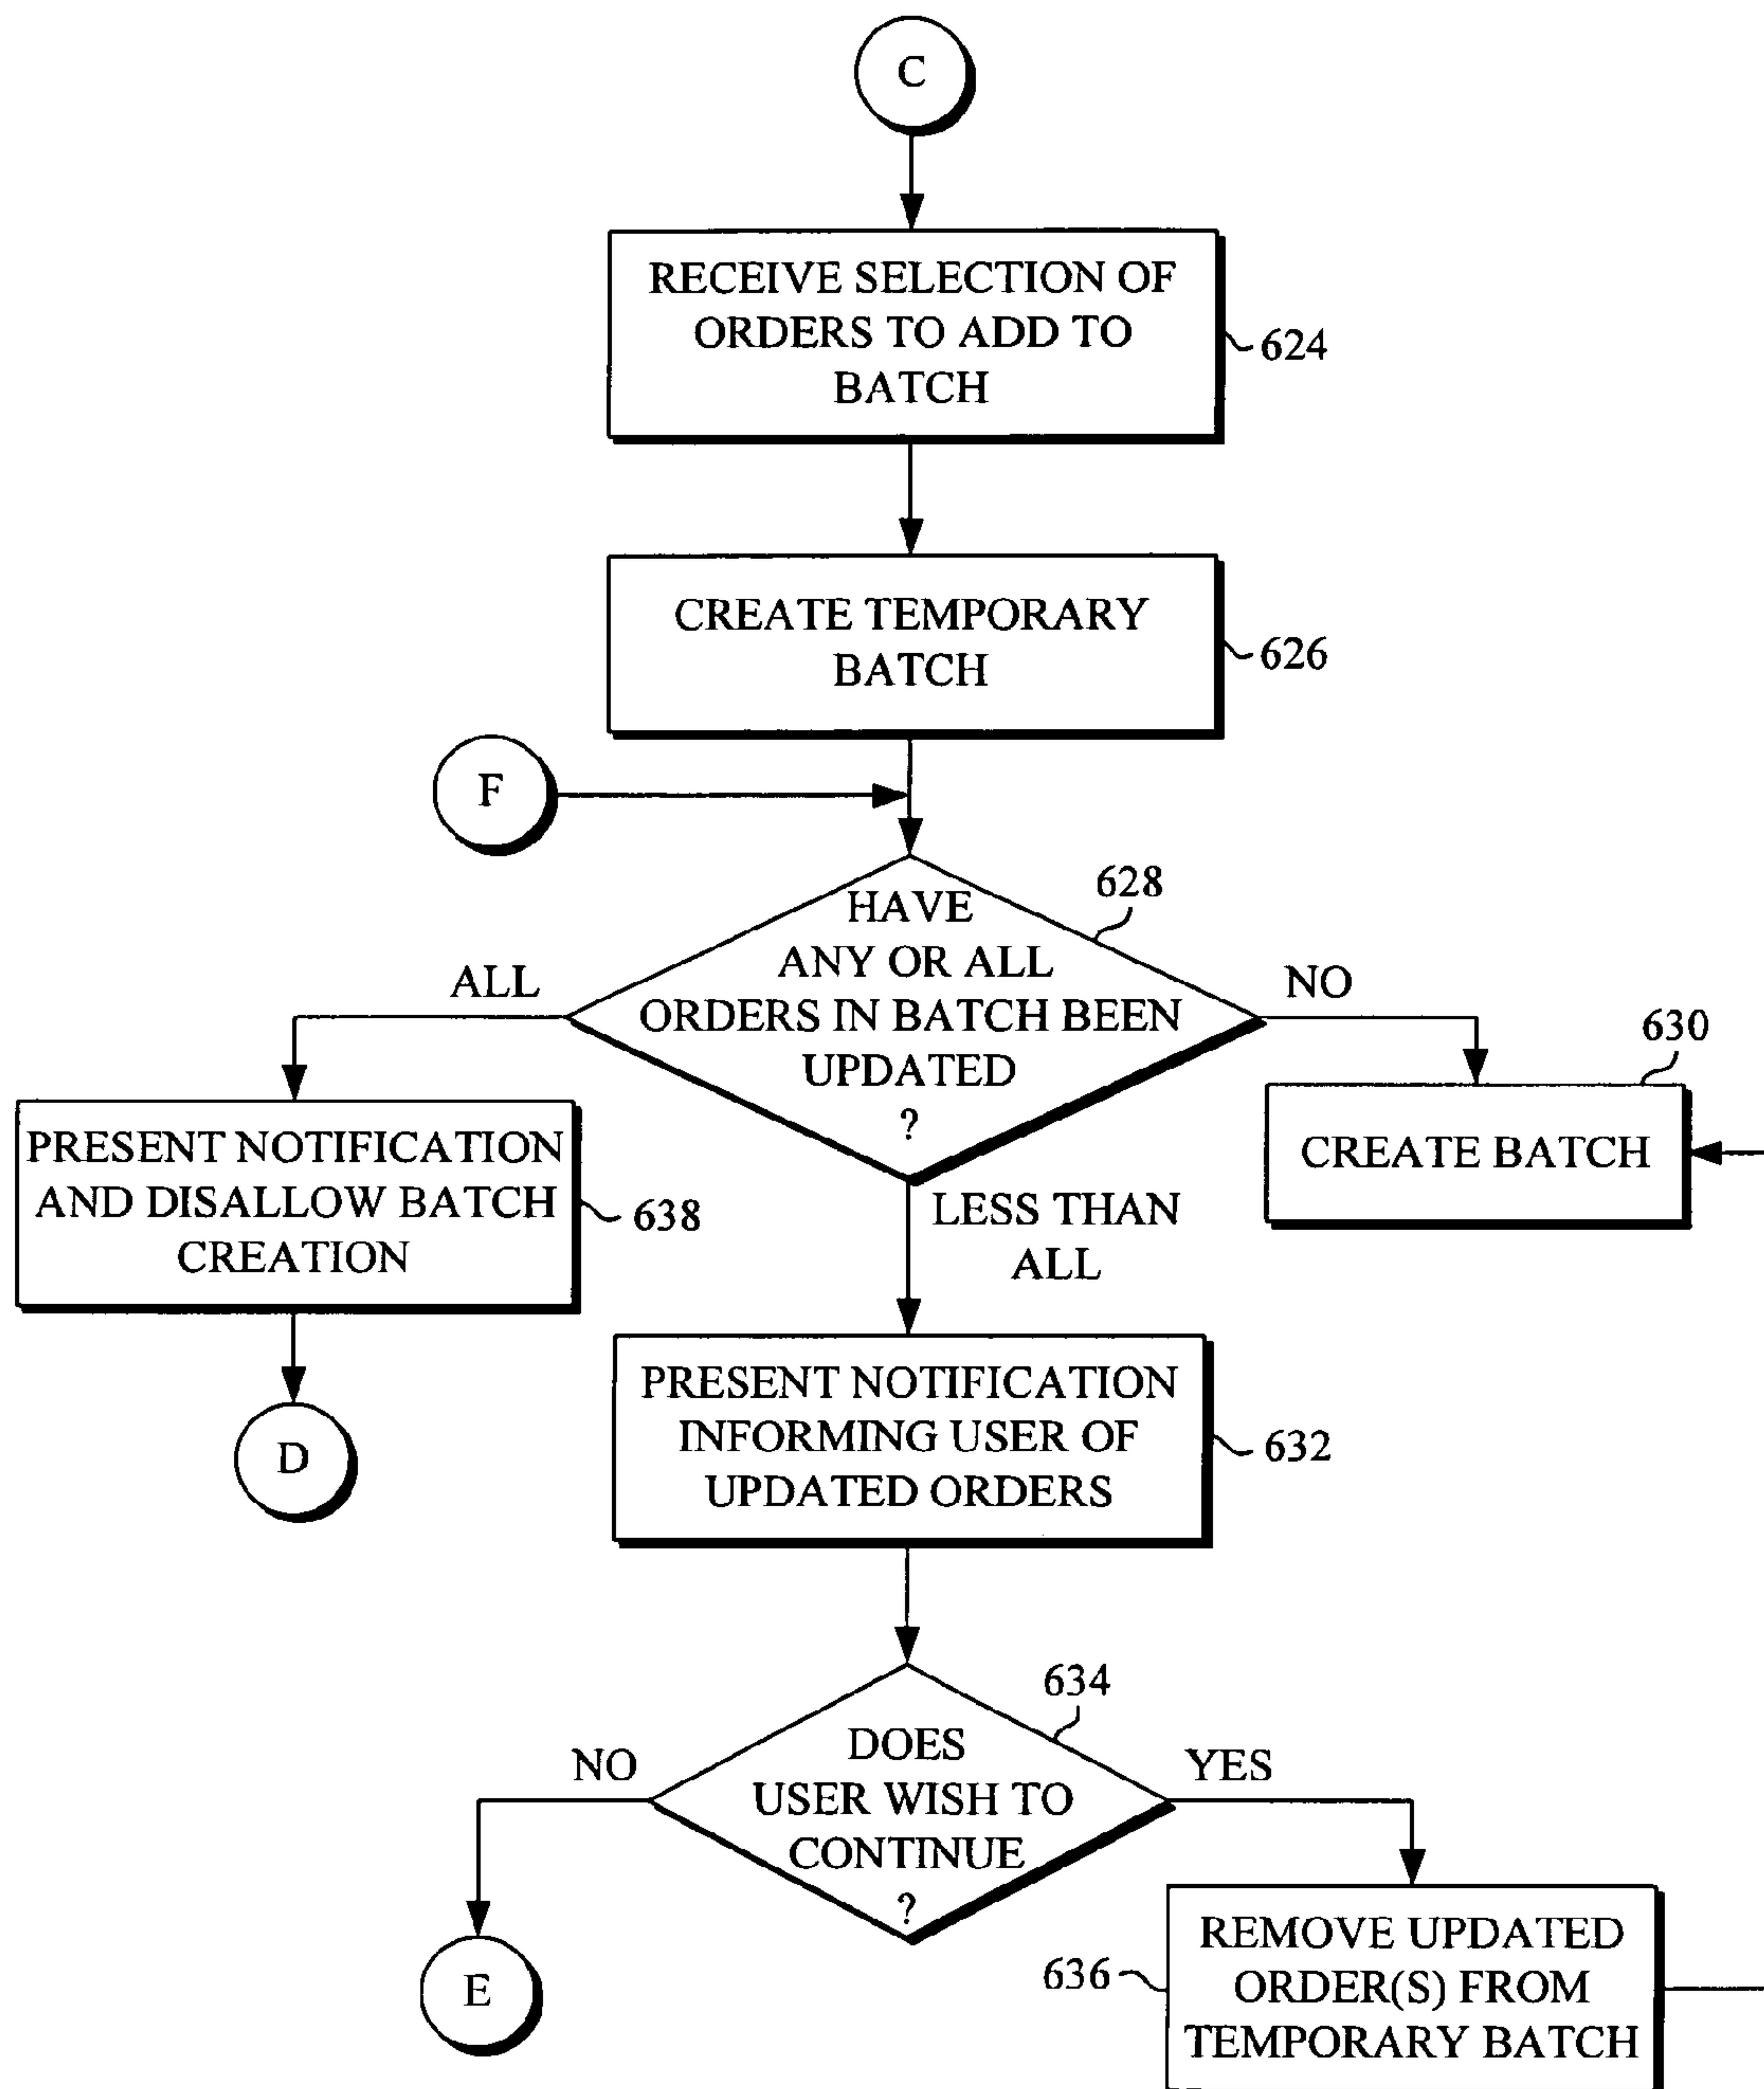 C
RECEIVE SELECTION OF
ORDERS TO ADD TO
BATCH
624
CREATE TEMPORARY
BATCH
626
F
628
HAVE
ANY OR ALL
ORDERS IN BATCH BEEN
UPDATED
?
ALL
NO
630
CREATE BATCH
PRESENT NOTIFICATION
AND DISALLOW BATCH
CREATION
638
LESS THAN
ALL
D
PRESENT NOTIFICATION
INFORMING USER OF
UPDATED ORDERS
632
634
DOES
USER WISH TO
CONTINUE
?
NO
YES
E
636
REMOVE UPDATED
ORDER(S) FROM
TEMPORARY BATCH